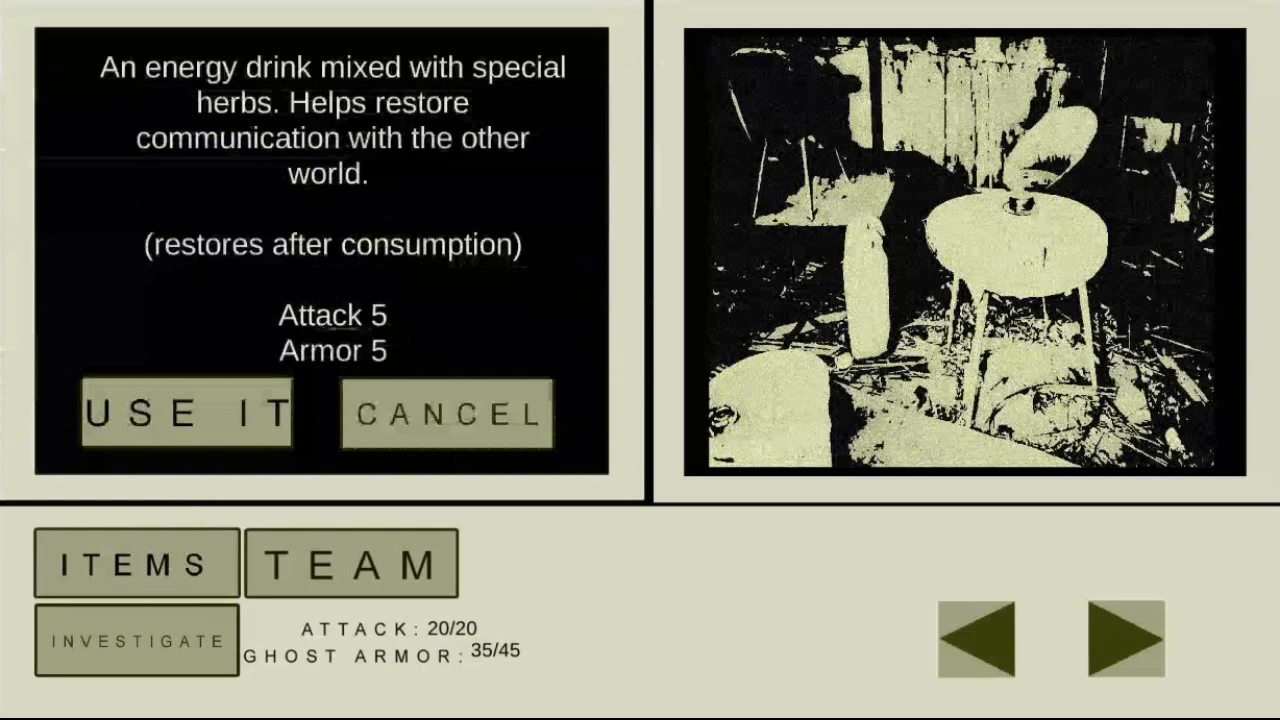 An energy drink mixed with special
herbs. Helps restore
communication with the other
world.
(restores after consumption)
Attack 5
Armor 5
USE IT
CANCEL
ITEMS
TEAM
INVESTIGATE
ATTACK: 20/20
GHOST ARMOR: 35/45